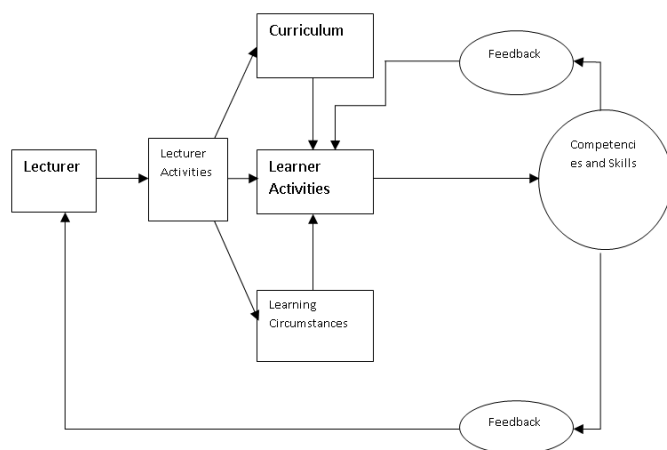 Curriculum
Feedback
Lecturer
Lecturer
Activities
Learner
Activities
Competenci
es and Skills
Learning
Circumstances
Feedback